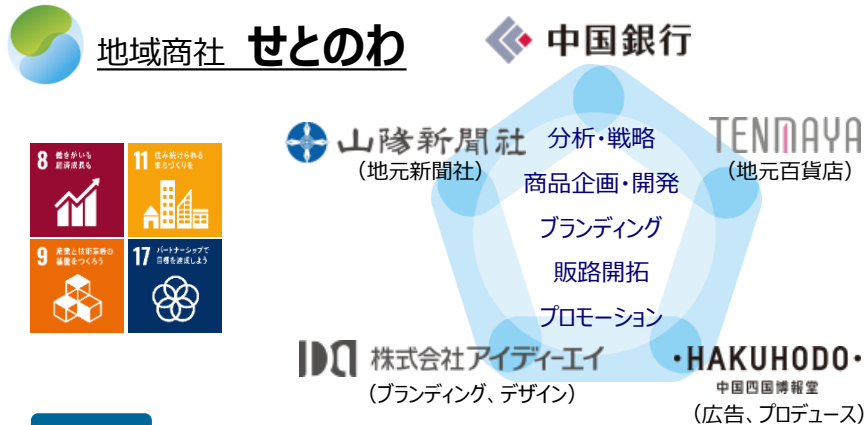 地域商社 せとのわ
中国銀行
山陽新聞社
(地元新聞社)
TENMAYA
(地元百貨店)
分析・戦略
商品企画・開発
ブランディング
販路開拓
プロモーション
8 働きがいも
経済成長も
11 住み続けられる
まちづくりを
9 産業と技術革新の
基盤をつくろう
17 パートナーシップで
目標を達成しよう
株式会社アイディーエイ
(ブランディング、デザイン)
・HAKUHODO・
中国四国博報堂
(広告、プロデュース)